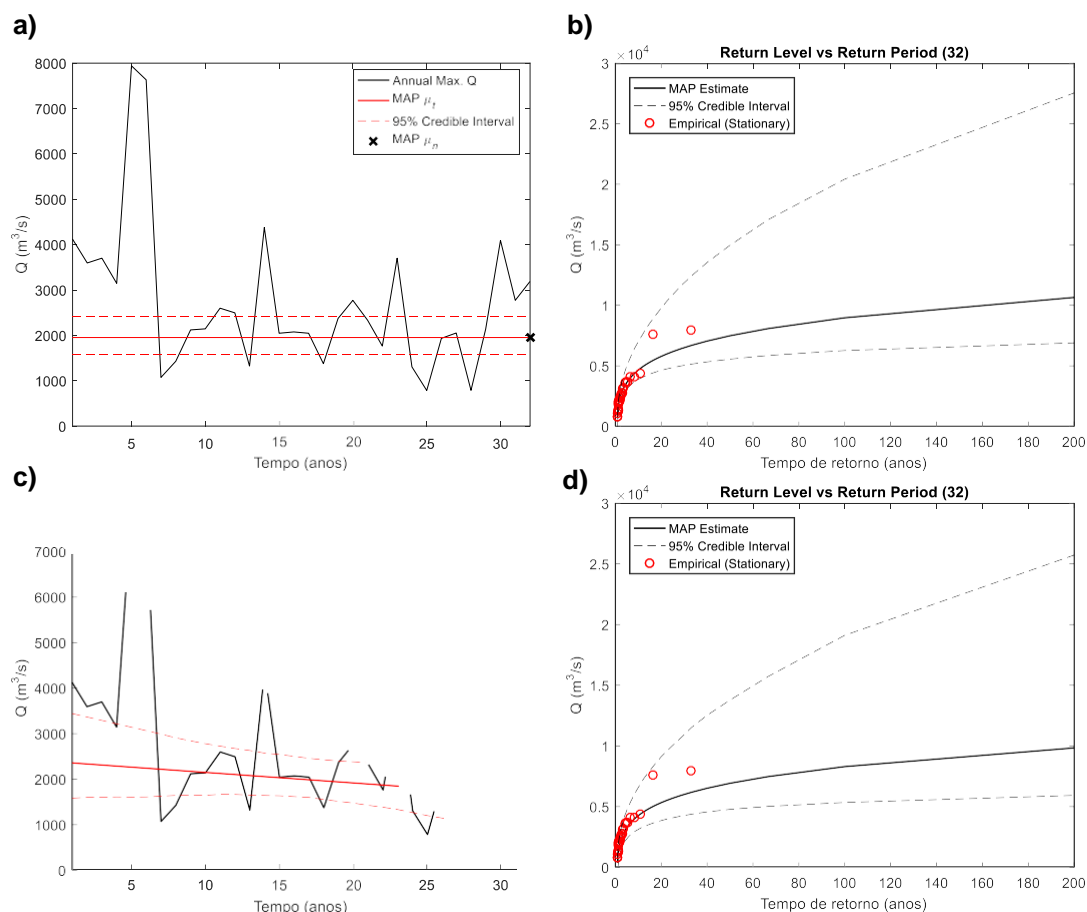 a)
8000
7000
6000
5000
4000
3000
2000
1000
0
Q (m³/s)
5
10
15
20
25
30
Tempo (anos)
Annual Max. Q
MAP μ_t
95% Credible Interval
MAP μ_n
b)
Return Level vs Return Period (32)
×10⁴
3
2.5
2
1.5
1
0.5
0
Q (m³/s)
0
20
40
60
80
100
120
140
160
180
200
Tempo de retorno (anos)
MAP Estimate
95% Credible Interval
Empirical (Stationary)
c)
7000
6000
5000
4000
3000
2000
1000
0
Q (m³/s)
5
10
15
20
25
30
Tempo (anos)
d)
Return Level vs Return Period (32)
×10⁴
3
2.5
2
1.5
1
0.5
0
Q (m³/s)
0
20
40
60
80
100
120
140
160
180
200
Tempo de retorno (anos)
MAP Estimate
95% Credible Interval
Empirical (Stationary)